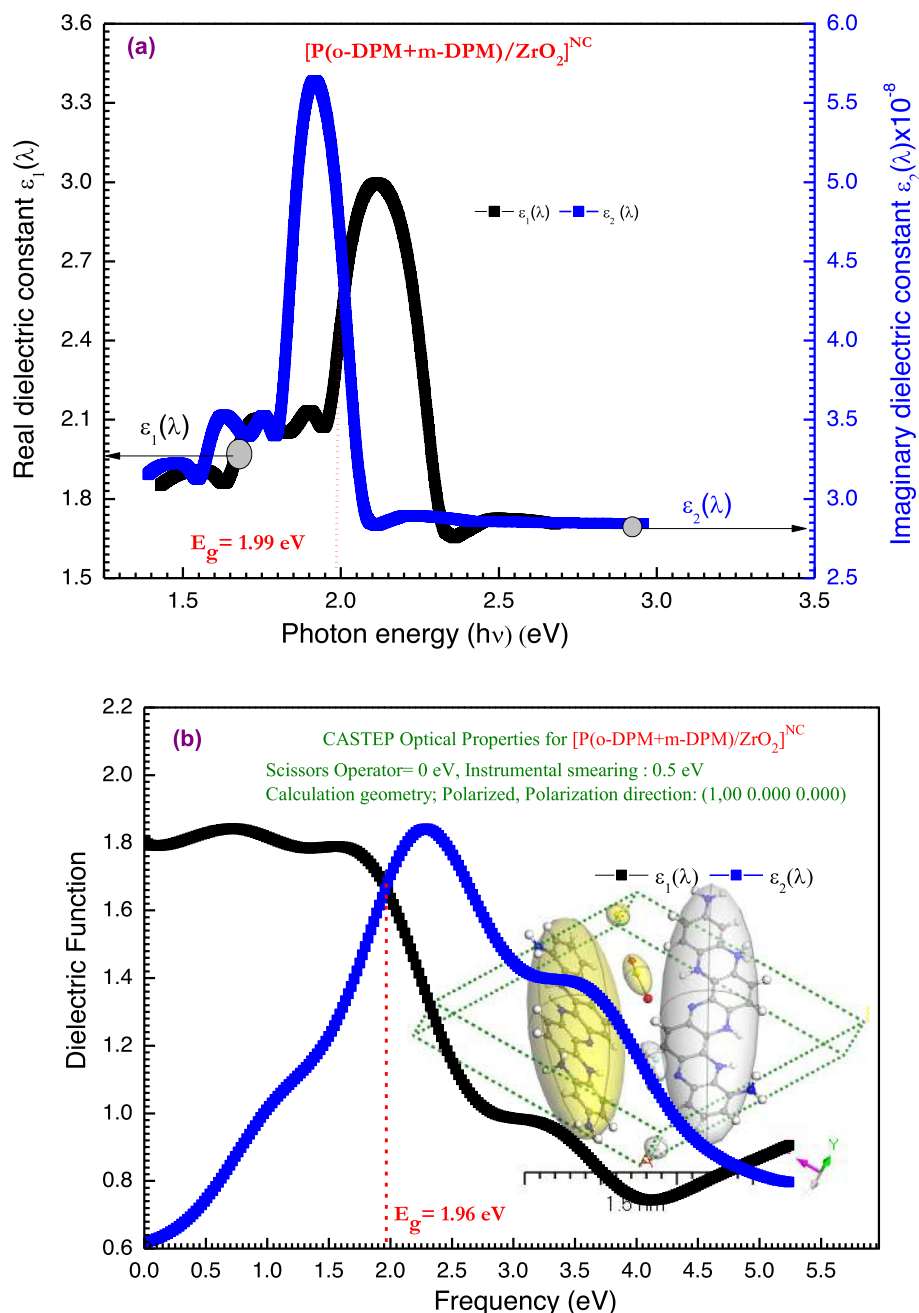 (a)
[P(o-DPM+m-DPM)/ZrO₂]ᴺᶜ
3.6
3.3
3.0
2.7
2.4
2.1
1.8
1.5
Real dielectric constant ε₁(λ)
6.0
5.5
5.0
4.5
4.0
3.5
3.0
2.5
Imaginary dielectric constant ε₂(λ)x10⁻⁸
ε₁(λ) ε₂ (λ)
ε₁(λ)
ε₂(λ)
E_g= 1.99 eV
1.5 2.0 2.5 3.0 3.5
Photon energy (hν) (eV)
(b)
CASTEP Optical Properties for [P(o-DPM+m-DPM)/ZrO₂]ᴺᶜ
Scissors Operator= 0 eV, Instrumental smearing : 0.5 eV
Calculation geometry; Polarized, Polarization direction: (1,00 0.000 0.000)
2.2
2.0
1.8
1.6
1.4
1.2
1.0
0.8
0.6
Dielectric Function
ε₁(λ) ε₂(λ)
A
Y
1.5 nm
E_g= 1.96 eV
0.0 0.5 1.0 1.5 2.0 2.5 3.0 3.5 4.0 4.5 5.0 5.5
Frequency (eV)